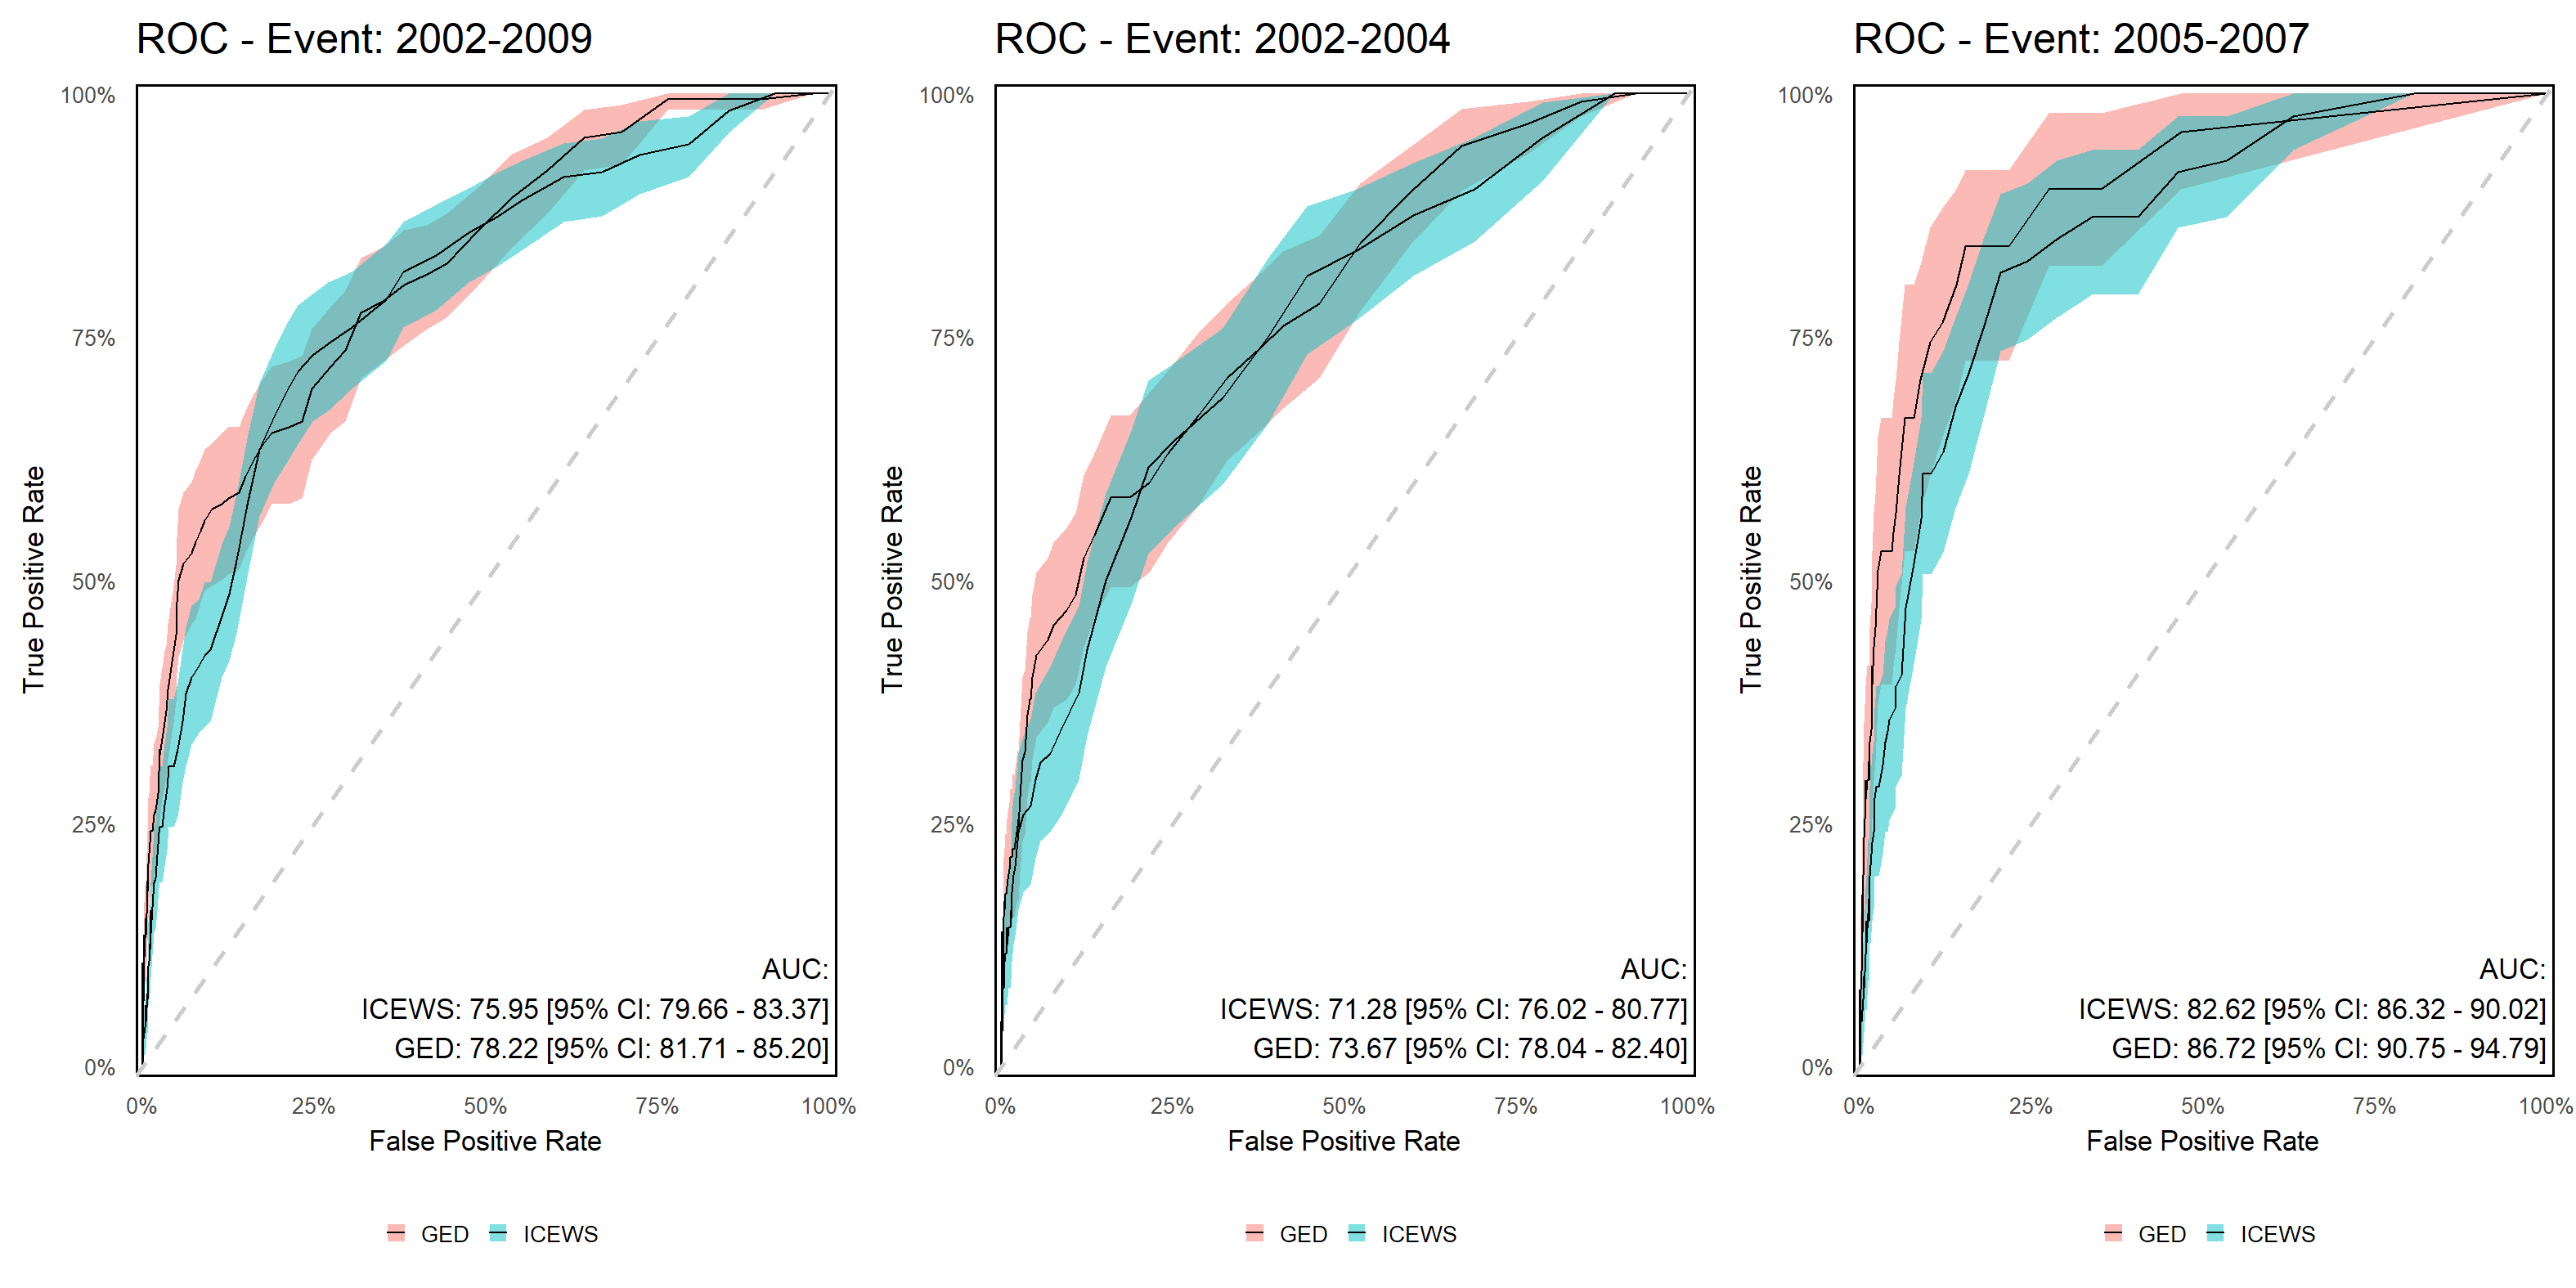 ROC - Event: 2002-2009
100%
75%
50%
25%
0%
True Positive Rate
AUC:
ICEWS: 75.95 [95% CI: 79.66 - 83.37]
GED: 78.22 [95% CI: 81.71 - 85.20]
0% 25% 50% 75% 100%
False Positive Rate
GED ICEWS
ROC - Event: 2002-2004
100%
75%
50%
25%
0%
True Positive Rate
AUC:
ICEWS: 71.28 [95% CI: 76.02 - 80.77]
GED: 73.67 [95% CI: 78.04 - 82.40]
0% 25% 50% 75% 100%
False Positive Rate
GED ICEWS
ROC - Event: 2005-2007
100%
75%
50%
25%
0%
True Positive Rate
AUC:
ICEWS: 82.62 [95% CI: 86.32 - 90.02]
GED: 86.72 [95% CI: 90.75 - 94.79]
0% 25% 50% 75% 100%
False Positive Rate
GED ICEWS